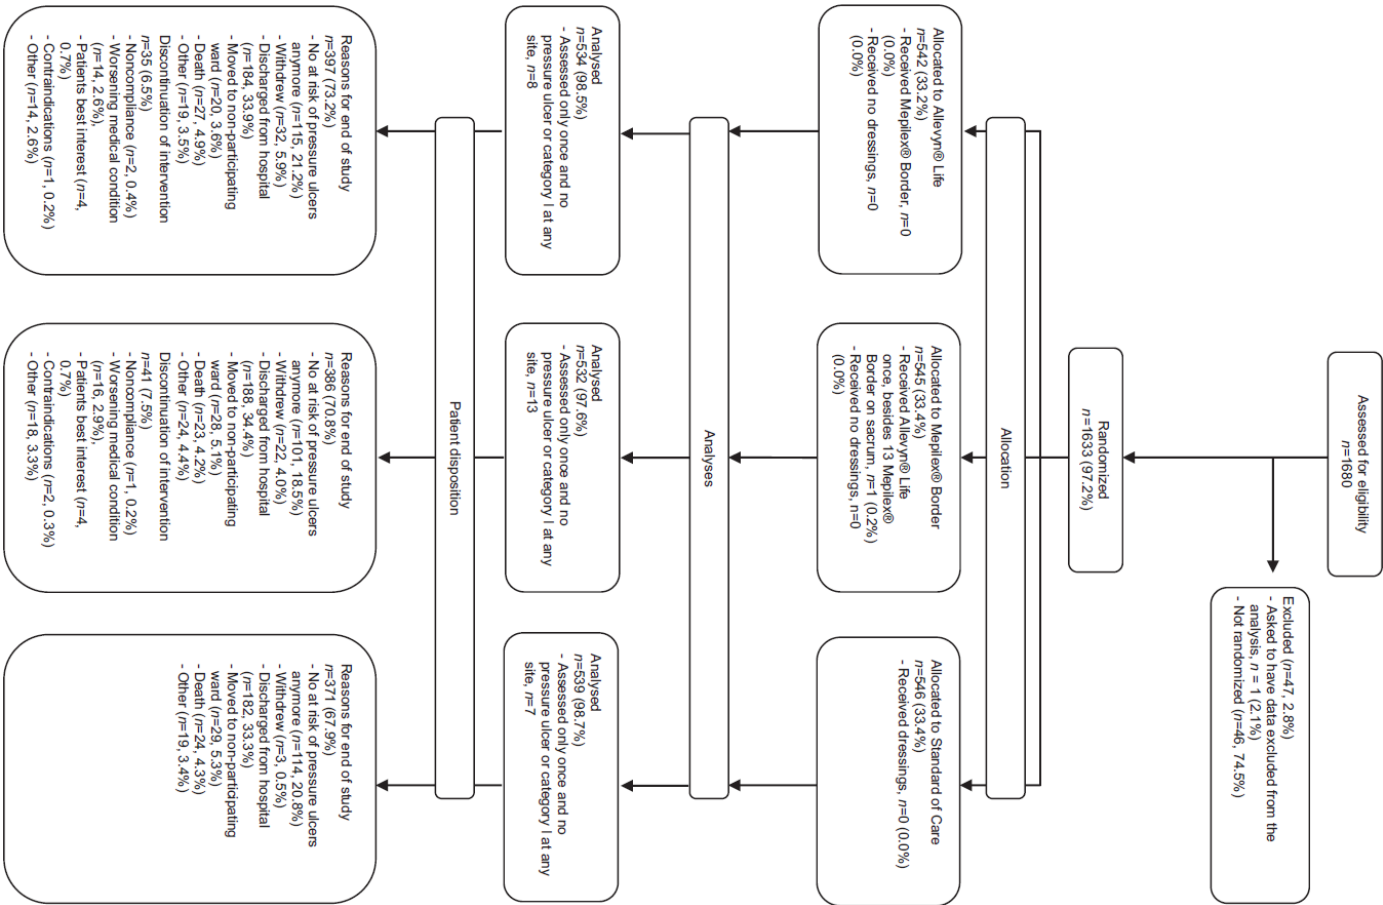 Assessed for eligibility
n=1680
Excluded (n=47, 2.8%)
- Asked to have data excluded from the
analysis, n = 1 (2.1%)
- Not randomized (n=46, 74.5%)
Randomized
n=1633 (97.2%)
Allocation
Allocated to Allevyn® Life
n=542 (33.2%)
- Received Mepilex® Border, n=0
(0.0%)
- Received no dressings, n=0
(0.0%)
Allocated to Mepilex® Border
n=545 (33.4%)
- Received Allevyn® Life
once, besides 13 Mepilex®
Border on sacrum, n=1 (0.2%)
- Received no dressings, n=0
(0.0%)
Allocated to Standard of Care
n=546 (33.4%)
- Received dressings, n=0 (0.0%)
Analyses
Analysed
n=534 (98.5%)
- Assessed only once and no
pressure ulcer or category I at any
site, n=8
Analysed
n=532 (97.6%)
- Assessed only once and no
pressure ulcer or category I at any
site, n=13
Analysed
n=539 (98.7%)
- Assessed only once and no
pressure ulcer or category I at any
site, n=7
Patient disposition
Reasons for end of study
n=397 (73.2%)
- No at risk of pressure ulcers
anymore (n=115, 21.2%)
- Withdrew (n=32, 5.9%)
- Discharged from hospital
(n=184, 33.9%)
- Moved to non-participating
ward (n=20, 3.6%)
- Death (n=27, 4.9%)
- Other (n=19, 3.5%)
Discontinuation of intervention
n=35 (6.5%)
- Noncompliance (n=2, 0.4%)
- Worsening medical condition
(n=14, 2.6%),
- Patients best interest (n=4,
0.7%)
- Contraindications (n=1, 0.2%)
- Other (n=14, 2.6%)
Reasons for end of study
n=386 (70.8%)
- No at risk of pressure ulcers
anymore (n=101, 18.5%)
- Withdrew (n=22, 4.0%)
- Discharged from hospital
(n=188, 34.4%)
- Moved to non-participating
ward (n=28, 5.1%)
- Death (n=23, 4.2%)
- Other (n=24, 4.4%)
Discontinuation of intervention
n=41 (7.5%)
- Noncompliance (n=1, 0.2%)
- Worsening medical condition
(n=16, 2.9%),
- Patients best interest (n=4,
0.7%)
- Contraindications (n=2, 0.3%)
- Other (n=18, 3.3%)
Reasons for end of study
n=371 (67.9%)
- No at risk of pressure ulcers
anymore (n=114, 20.8%)
- Withdrew (n=3, 0.5%)
- Discharged from hospital
(n=182, 33.3%)
- Moved to non-participating
ward (n=29, 5.3%)
- Death (n=24, 4.3%)
- Other (n=19, 3.4%)